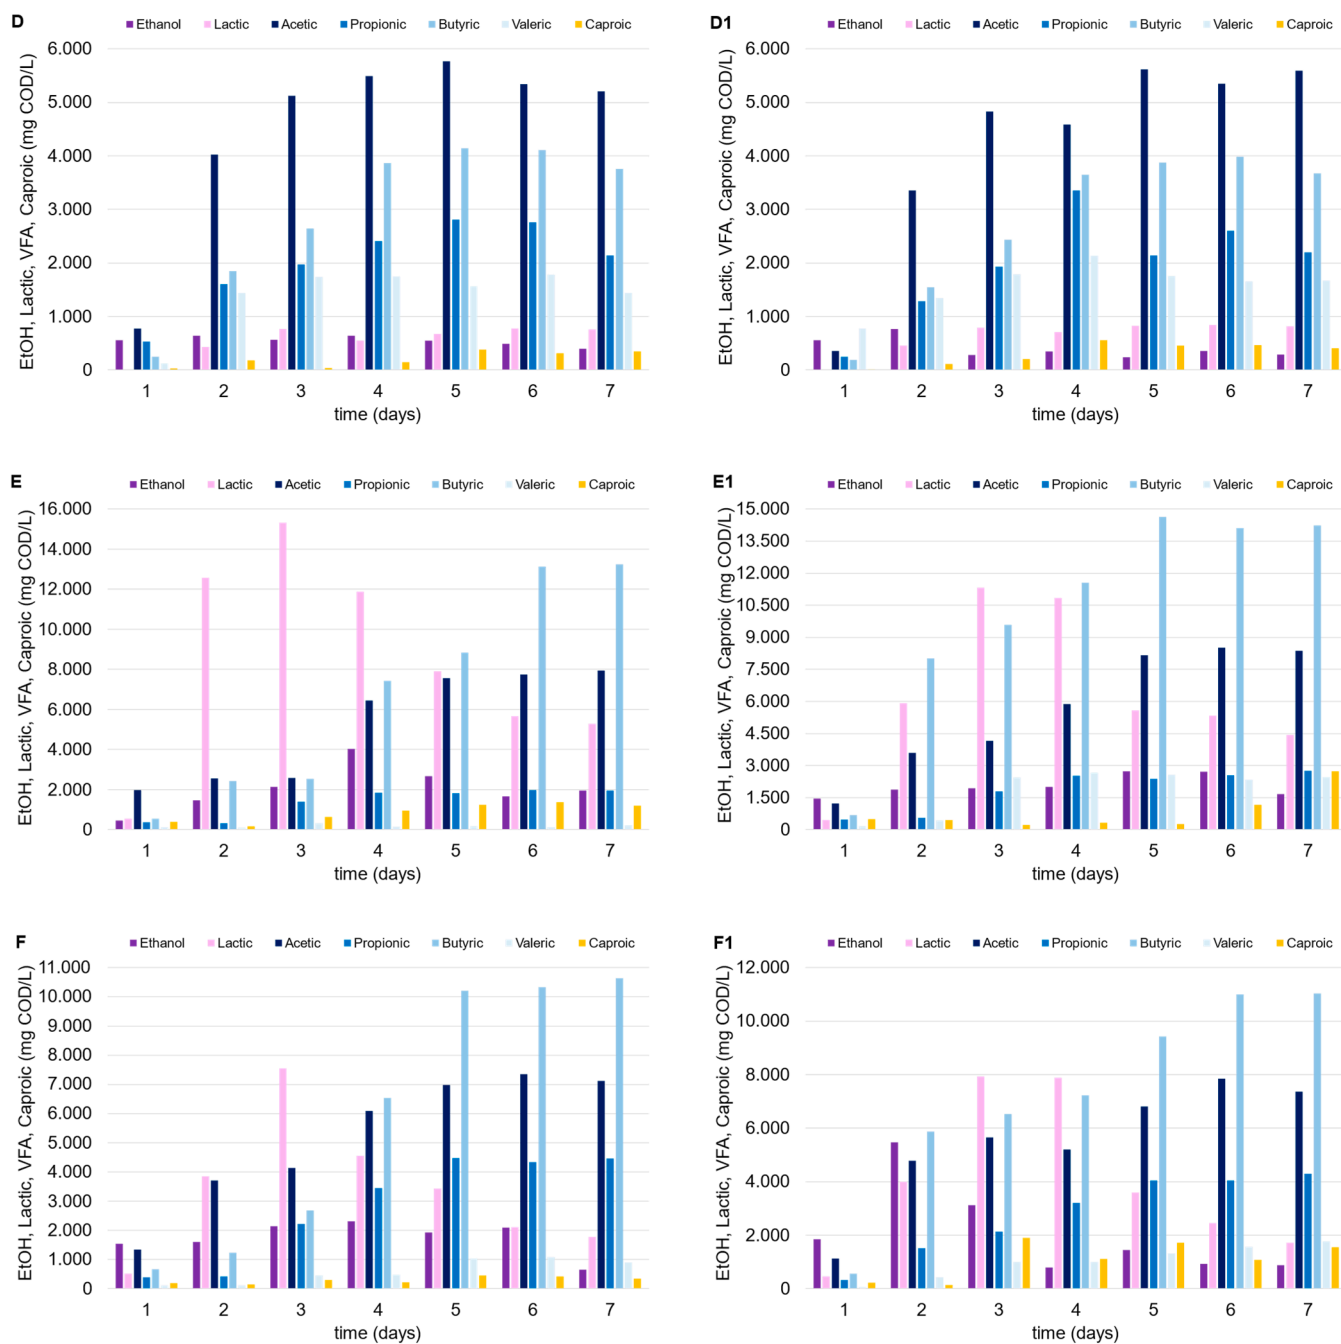 D
Ethanol Lactic Acetic Propionic Butyric Valeric Caproic
EtOH, Lactic, VFA, Caproic (mg COD/L)
6.000
5.000
4.000
3.000
2.000
1.000
0
1 2 3 4 5 6 7
time (days)
D1
Ethanol Lactic Acetic Propionic Butyric Valeric Caproic
EtOH, Lactic, VFA, Caproic (mg COD/L)
6.000
5.000
4.000
3.000
2.000
1.000
0
1 2 3 4 5 6 7
time (days)
E
Ethanol Lactic Acetic Propionic Butyric Valeric Caproic
EtOH, Lactic, VFA, Caproic (mg COD/L)
16.000
14.000
12.000
10.000
8.000
6.000
4.000
2.000
0
1 2 3 4 5 6 7
time (days)
E1
Ethanol Lactic Acetic Propionic Butyric Valeric Caproic
EtOH, Lactic, VFA, Caproic (mg COD/L)
15.000
13.500
12.000
10.500
9.000
7.500
6.000
4.500
3.000
1.500
0
1 2 3 4 5 6 7
time (days)
F
Ethanol Lactic Acetic Propionic Butyric Valeric Caproic
EtOH, Lactic, VFA, Caproic (mg COD/L)
11.000
10.000
9.000
8.000
7.000
6.000
5.000
4.000
3.000
2.000
1.000
0
1 2 3 4 5 6 7
time (days)
F1
Ethanol Lactic Acetic Propionic Butyric Valeric Caproic
EtOH, Lactic, VFA, Caproic (mg COD/L)
12.000
10.000
8.000
6.000
4.000
2.000
0
1 2 3 4 5 6 7
time (days)